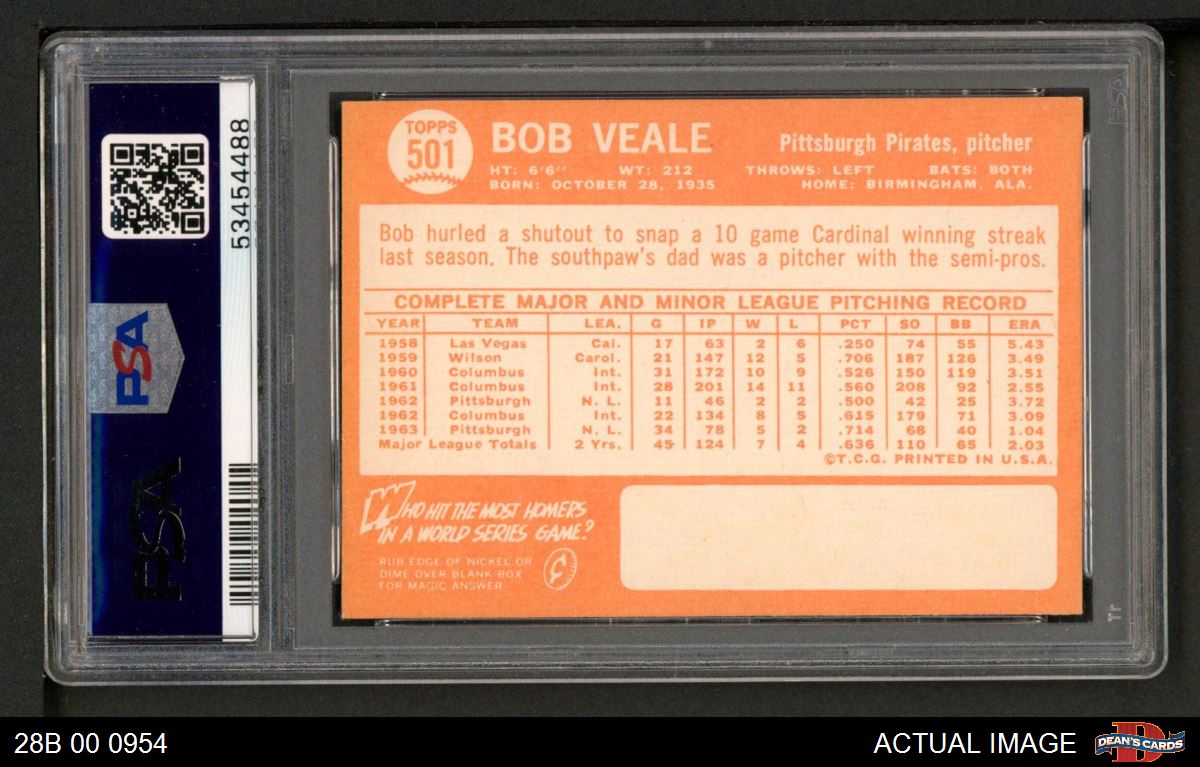 TOPPS
501
BOB VEALE
Pittsburgh Pirates, pitcher
HT: 6'6" WT: 212 THROWS: LEFT BATS: BOTH
BORN: OCTOBER 28, 1935 HOME: BIRMINGHAM, ALA.
Bob hurled a shutout to snap a 10 game Cardinal winning streak
last season. The southpaw's dad was a pitcher with the semi-pros.
COMPLETE MAJOR AND MINOR LEAGUE PITCHING RECORD
YEAR TEAM LEA. G IP W L PCT SO BB ERA
1958 Las Vegas Cal. 17 63 2 6 .250 74 55 5.43
1959 Wilson Carol. 21 147 12 5 .706 187 126 3.49
1960 Columbus Int. 31 172 10 9 .526 150 119 3.51
1961 Columbus Int. 28 201 14 11 .560 208 92 2.55
1962 Pittsburgh N. L. 11 46 2 2 .500 42 25 3.72
1962 Columbus Int. 22 134 8 5 .615 179 71 3.09
1963 Pittsburgh N. L. 34 78 5 2 .714 68 40 1.04
Major League Totals 2 Yrs. 45 124 7 4 .636 110 65 2.03
©T.C.G. PRINTED IN U.S.A.
WHO HIT THE MOST HOMERS
IN A WORLD SERIES GAME?
RUB EDGE OF NICKEL OR
DIME OVER BLANK BOX
FOR MAGIC ANSWER
¢
53454488
PSA
PSA
PSA
28B 00 0954
ACTUAL IMAGE
D
DEAN'S CARDS